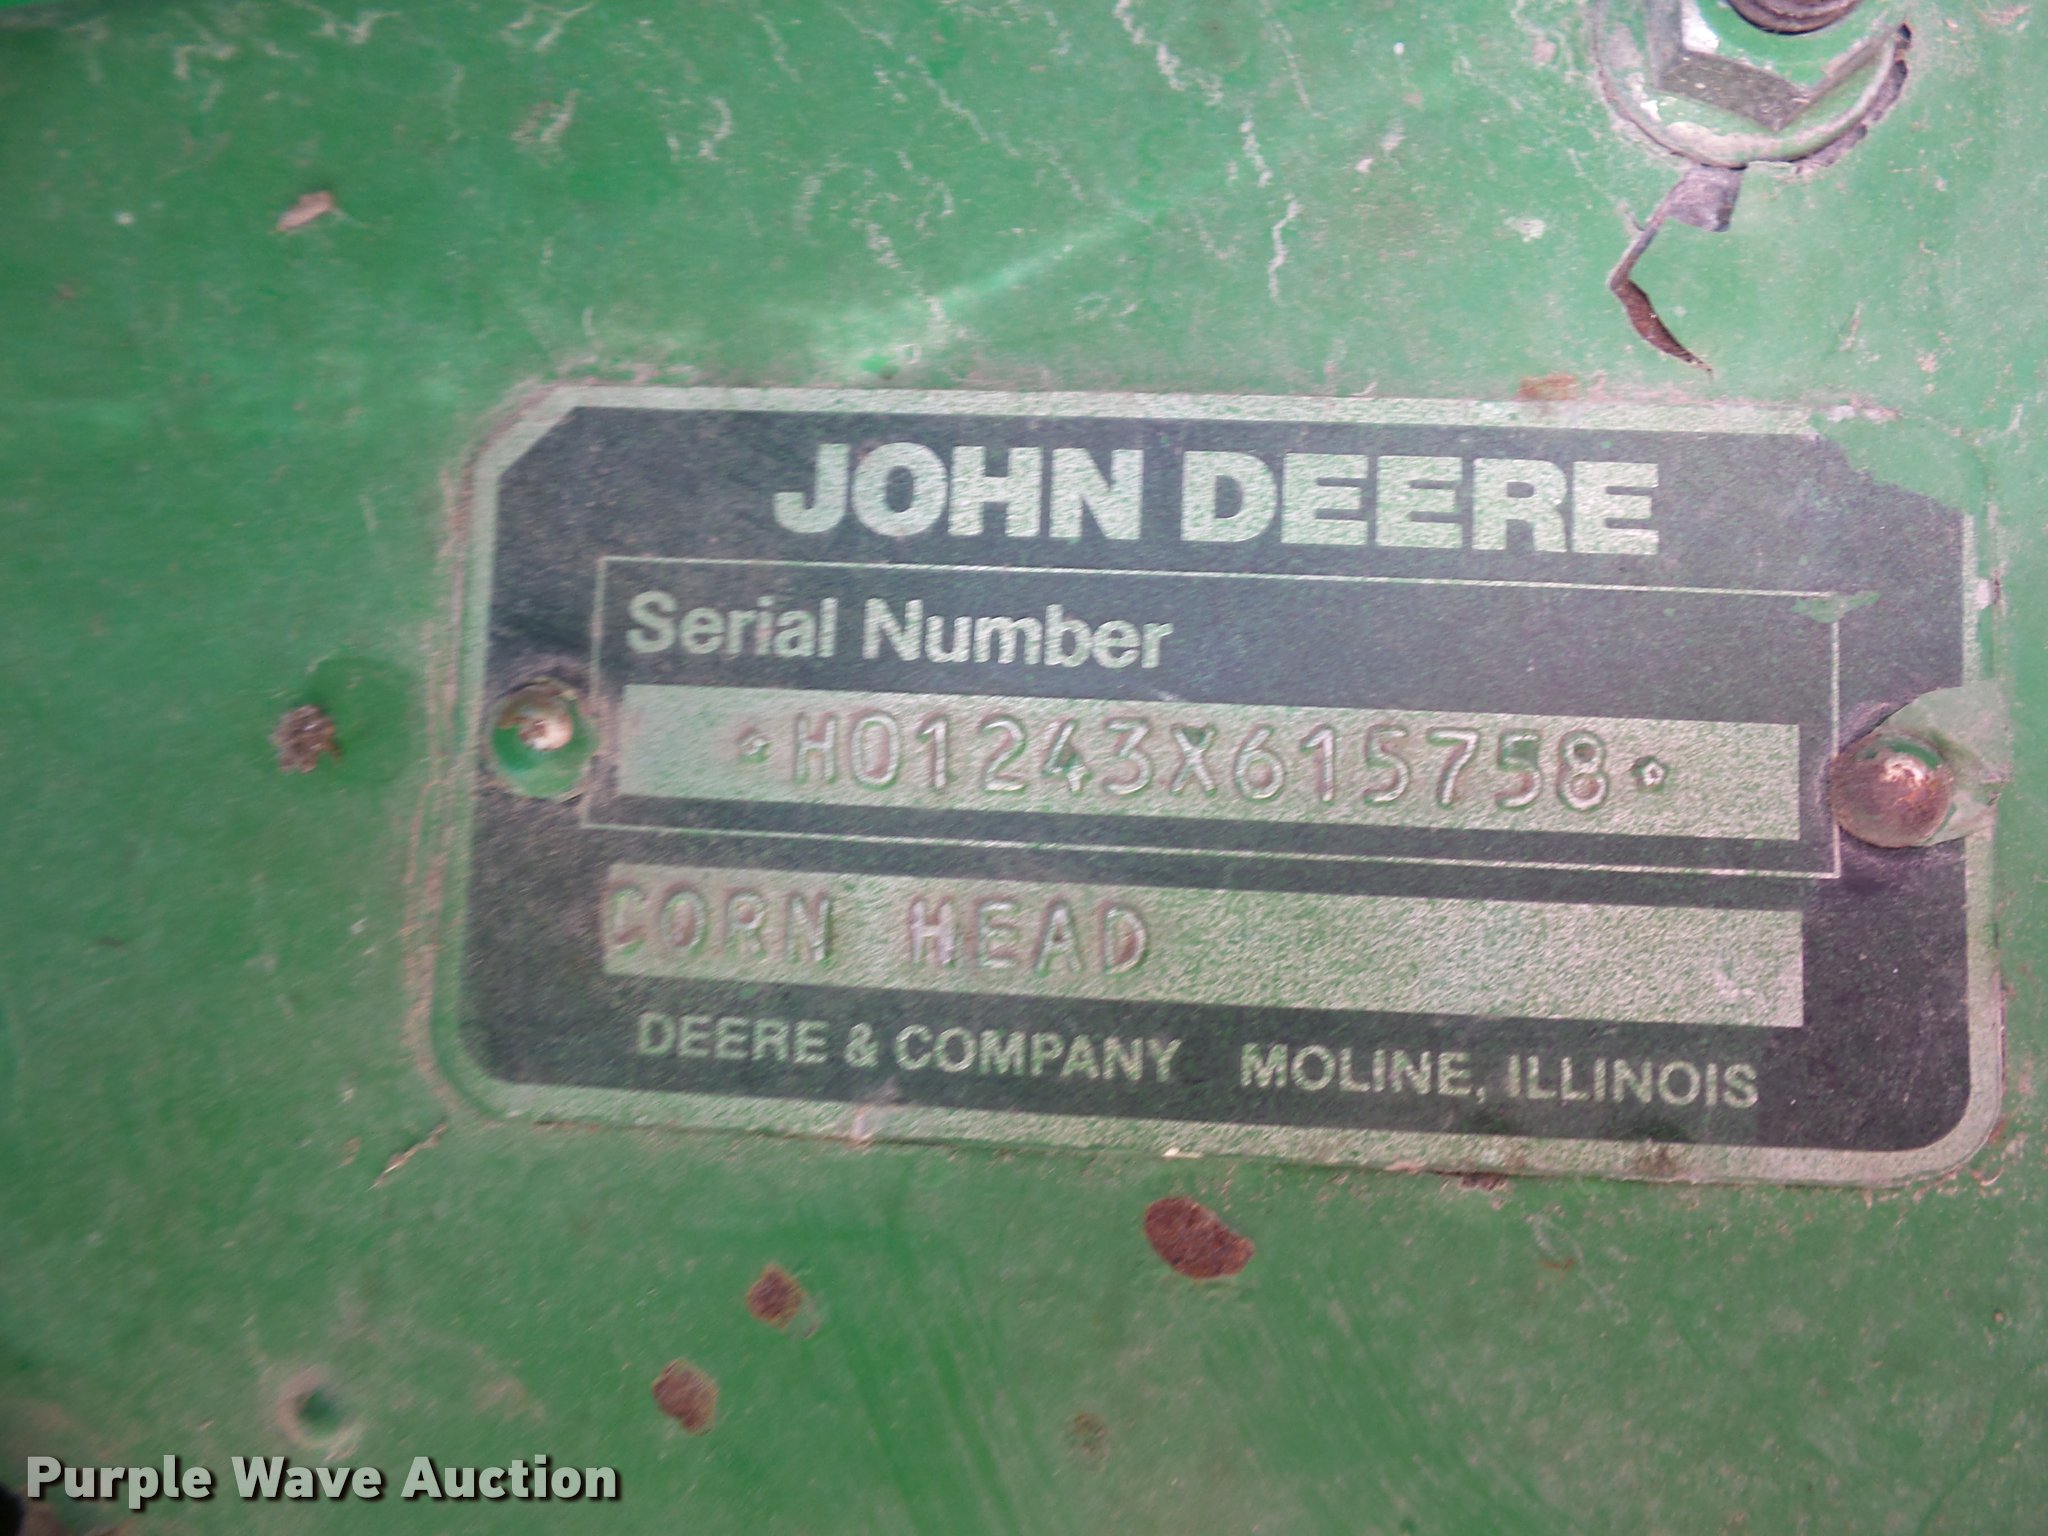 JOHN DEERE
Serial Number
*H01243X615758*
CORN HEAD
DEERE & COMPANY MOLINE, ILLINOIS
Purple Wave Auction